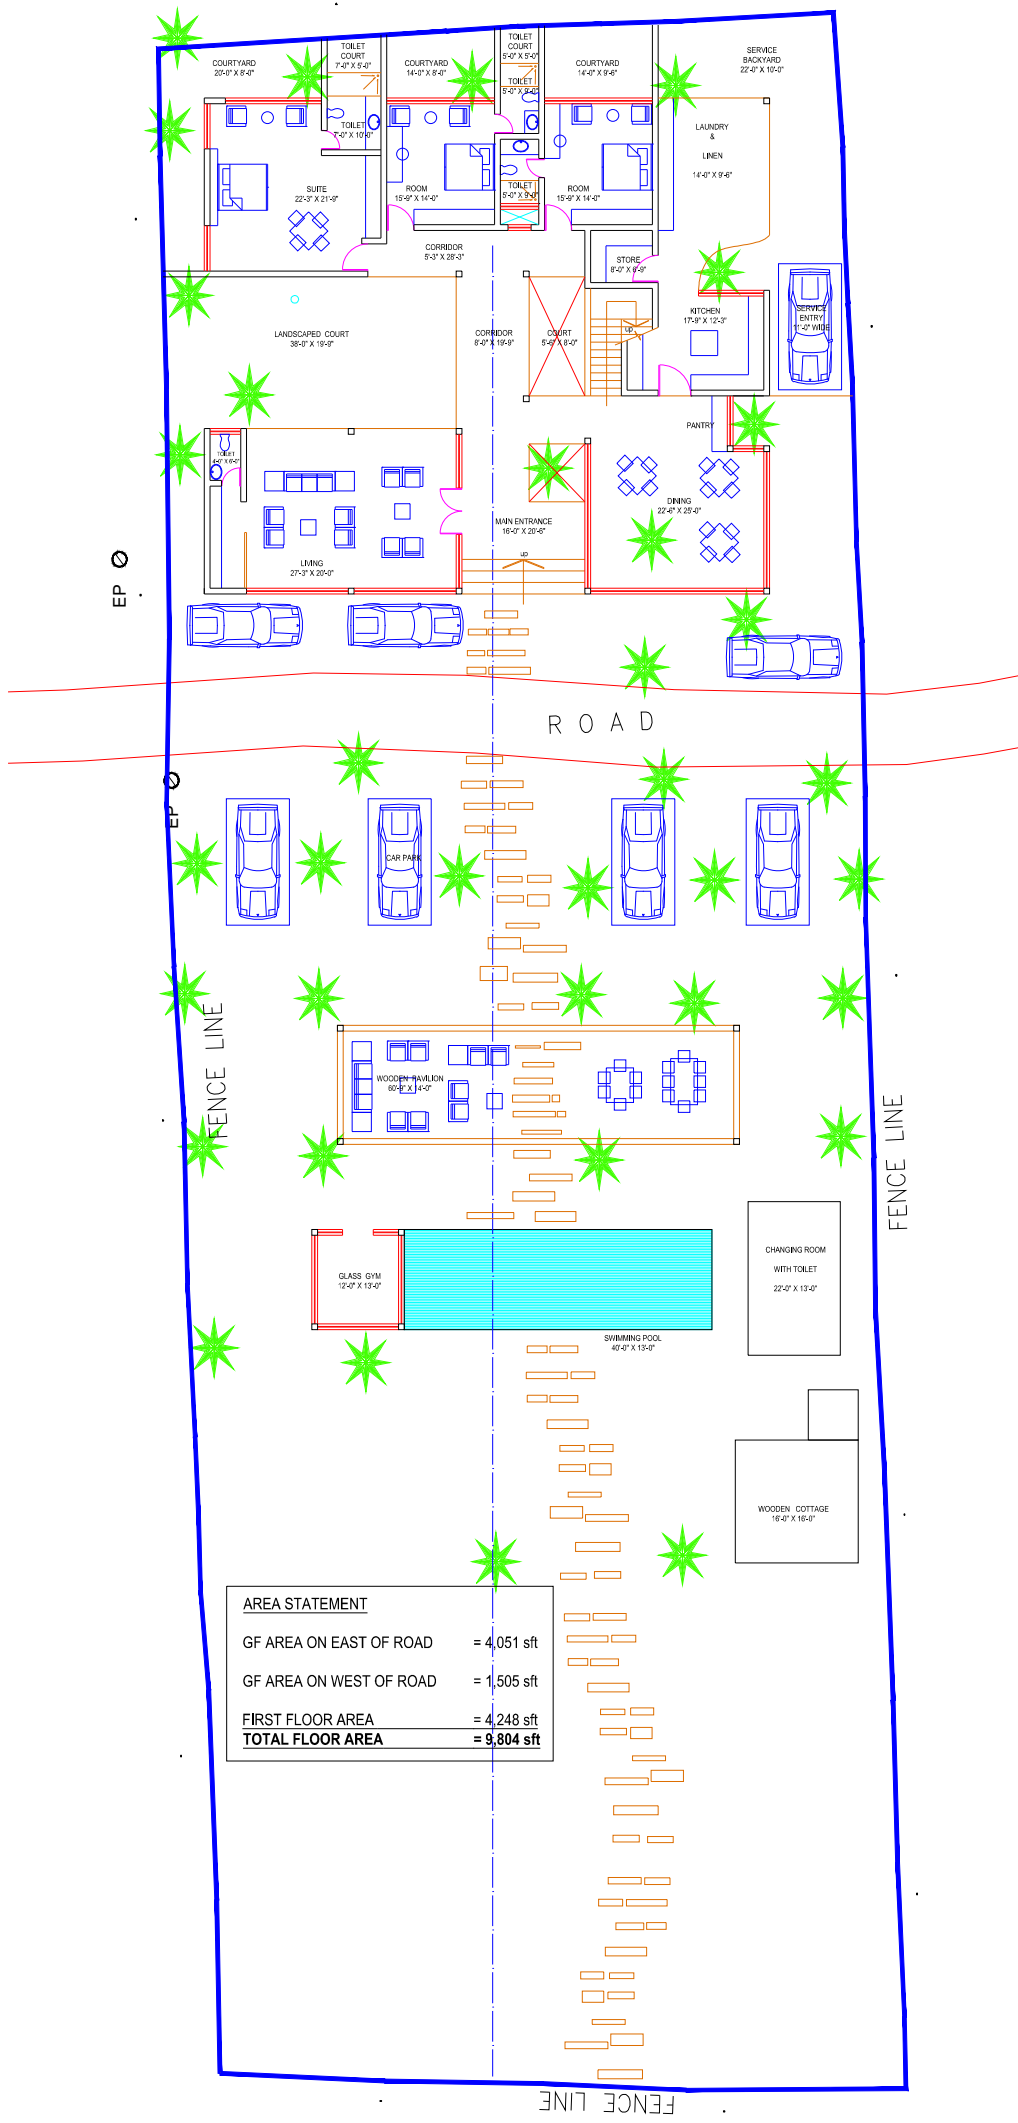 COURTYARD
20'-0" X 8'-0"
TOILET
COURT
7'-0" X 5'-0"
COURTYARD
14'-0" X 8'-0"
TOILET
COURT
5'-0" X 5'-0"
COURTYARD
14'-0" X 9'-6"
SERVICE
BACKYARD
22'-0" X 10'-0"
TOILET
7'-0" X 10'-0"
TOILET
5'-0" X 9'-0"
LAUNDRY
&
LINEN
14'-0" X 9'-6"
SUITE
22'-3" X 21'-9"
ROOM
15'-9" X 14'-0"
TOILET
5'-0" X 9'-0"
ROOM
15'-9" X 14'-0"
CORRIDOR
5'-3" X 28'-3"
STORE
8'-0" X 6'-9"
LANDSCAPED COURT
38'-0" X 19'-9"
CORRIDOR
8'-0" X 19'-9"
COURT
5'-6" X 8'-0"
up
KITCHEN
17'-9" X 12'-3"
SERVICE
ENTRY
11'-0" WIDE
PANTRY
TOILET
4'-0" X 6'-0"
DINING
22'-6" X 25'-0"
MAIN ENTRANCE
16'-0" X 20'-6"
up
LIVING
27'-3" X 20'-0"
EP
ROAD
EP
CAR PARK
FENCE LINE
WOODEN PAVILION
60'-9" X 14'-0"
FENCE LINE
GLASS GYM
12'-0" X 13'-0"
CHANGING ROOM
WITH TOILET
22'-0" X 13'-0"
SWIMMING POOL
40'-0" X 13'-0"
WOODEN COTTAGE
16'-0" X 16'-0"
AREA STATEMENT
GF AREA ON EAST OF ROAD = 4,051 sft
GF AREA ON WEST OF ROAD = 1,505 sft
FIRST FLOOR AREA = 4,248 sft
TOTAL FLOOR AREA = 9,804 sft
FENCE LINE